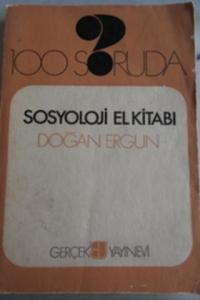 100 SORUDA
SOSYOLOJİ EL KİTABI
DOĞAN ERGUN
GERÇEK YAYINEVİ